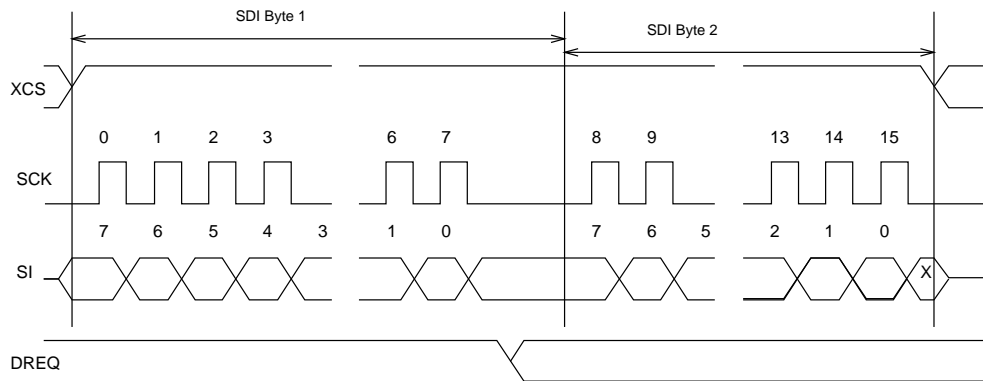 SDI Byte 1
SDI Byte 2
XCS
0 1 2 3 6 7 8 9 13 14 15
SCK
7 6 5 4 3 1 0 7 6 5 2 1 0
SI X
DREQ